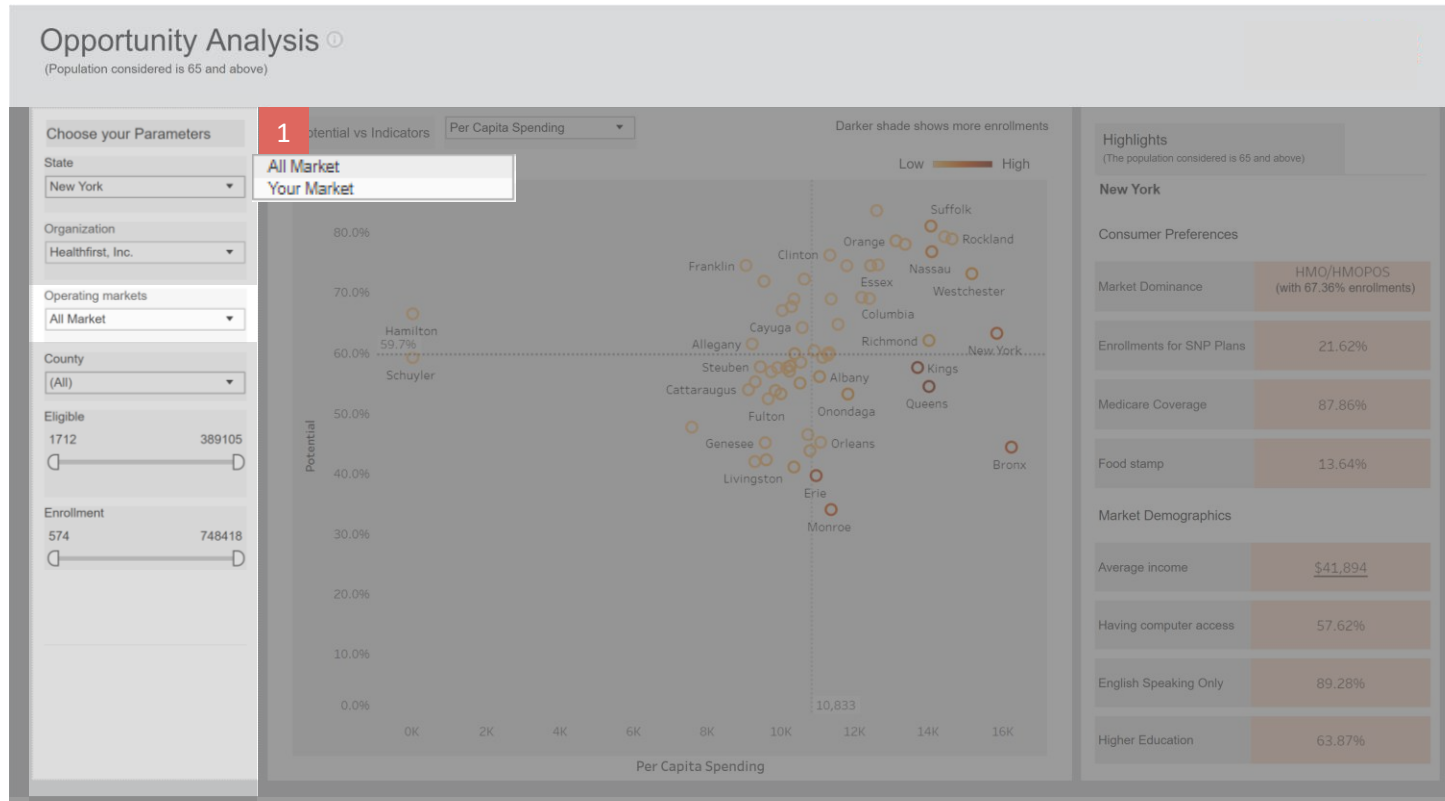 Opportunity Analysis
(Population considered is 65 and above)
Choose your Parameters
State
New York
Organization
Healthfirst, Inc.
Operating markets
All Market
County
(All)
Eligible
1712 389105
Enrollment
574 748418
1
All Market
Your Market
otential vs Indicators
Per Capita Spending
Darker shade shows more enrollments
Low High
80.0%
70.0%
60.0%
50.0%
40.0%
30.0%
20.0%
10.0%
0.0%
Potential
Suffolk
Orange
Rockland
Clinton
Franklin
Nassau
Essex
Westchester
Columbia
Hamilton
59.7%
Cayuga
Allegany
Richmond
New York
Schuyler
Steuben
Kings
Albany
Cattaraugus
Queens
Fulton
Onondaga
Genesee
Orleans
Bronx
Livingston
Erie
Monroe
10,833
0K 2K 4K 6K 8K 10K 12K 14K 16K
Per Capita Spending
Highlights
(The population considered is 65 and above)
New York
Consumer Preferences
Market Dominance
HMO/HMOPOS
(with 67.36% enrollments)
Enrollments for SNP Plans 21.62%
Medicare Coverage 87.86%
Food stamp 13.64%
Market Demographics
Average income $41,894
Having computer access 57.62%
English Speaking Only 89.28%
Higher Education 63.87%